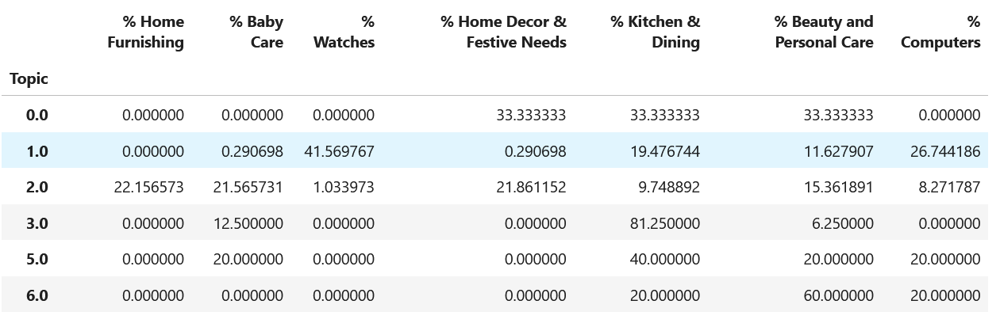 % Home Furnishing % Baby Care % Watches % Home Decor & Festive Needs % Kitchen & Dining % Beauty and Personal Care % Computers
Topic
0.0 0.000000 0.000000 0.000000 33.333333 33.333333 33.333333 0.000000
1.0 0.000000 0.290698 41.569767 0.290698 19.476744 11.627907 26.744186
2.0 22.156573 21.565731 1.033973 21.861152 9.748892 15.361891 8.271787
3.0 0.000000 12.500000 0.000000 0.000000 81.250000 6.250000 0.000000
5.0 0.000000 20.000000 0.000000 0.000000 40.000000 20.000000 20.000000
6.0 0.000000 0.000000 0.000000 0.000000 20.000000 60.000000 20.000000